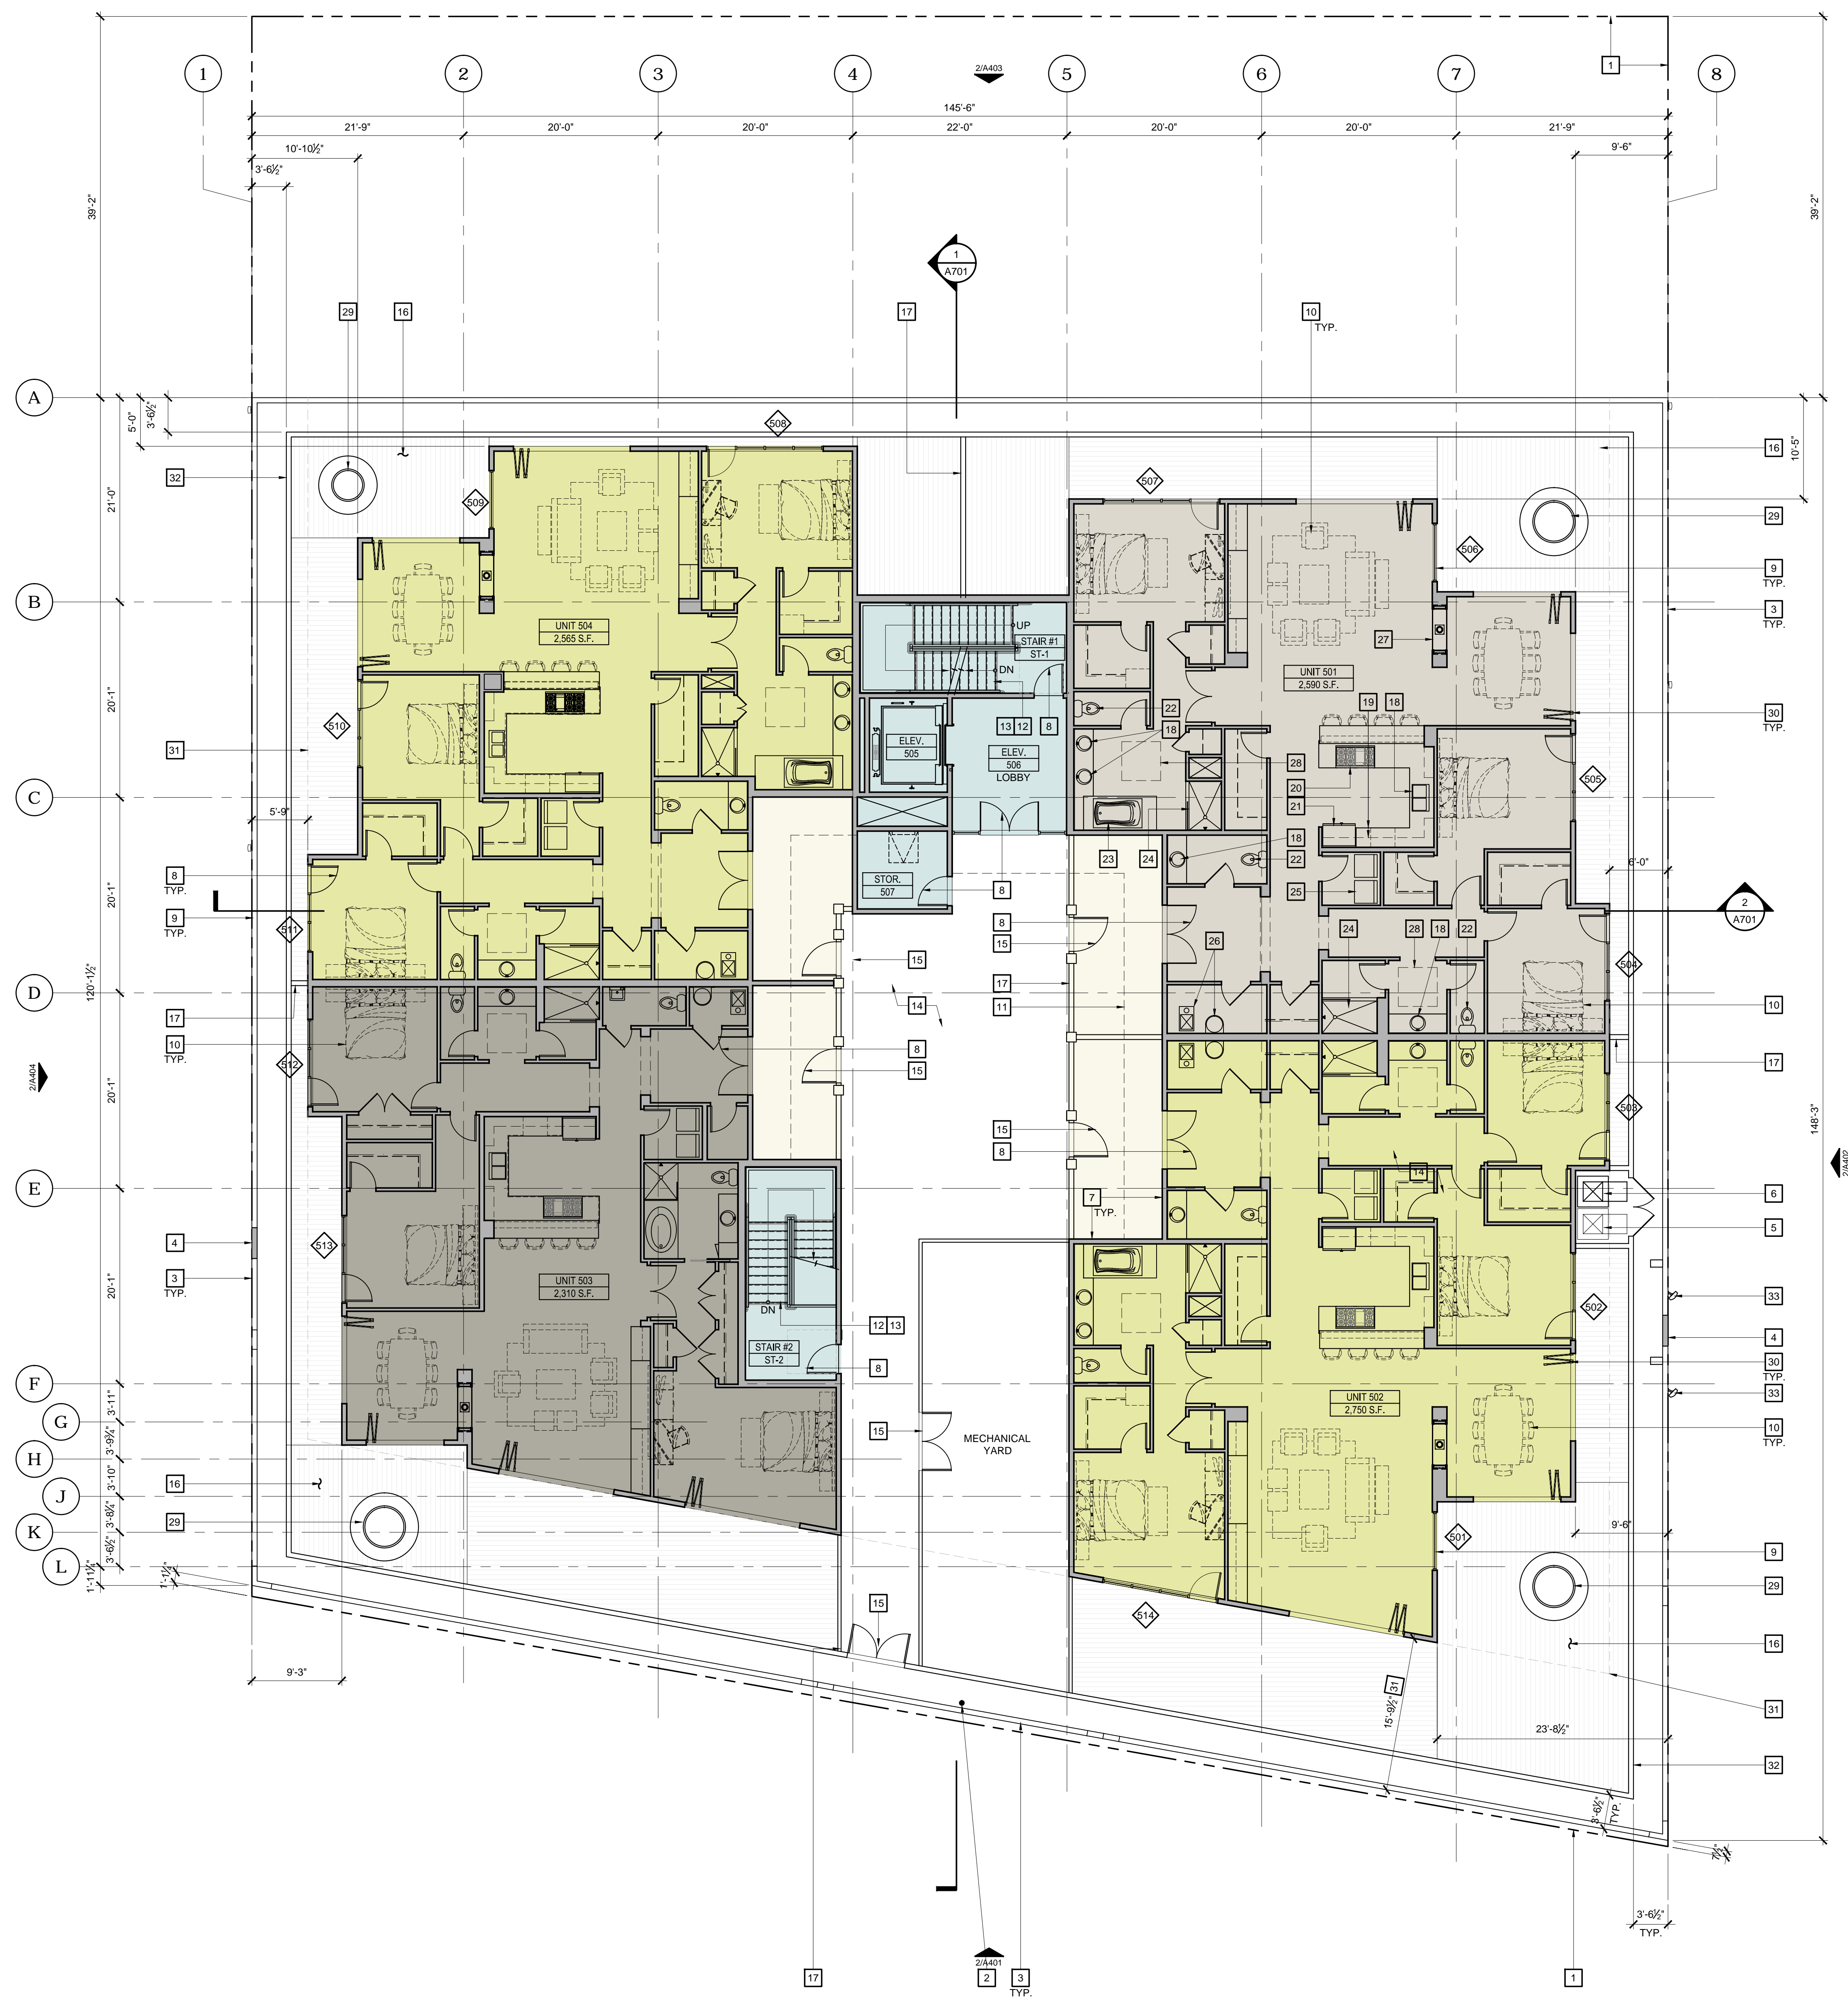 1
2
3
4
2/A403
5
6
7
8
1
145'-6"
21'-9"
20'-0"
20'-0"
22'-0"
20'-0"
20'-0"
21'-9"
10'-10½"
9'-6"
3'-6½"
39'-2"
39'-2"
1
A701
29
16
17
10
TYP.
A
5'-0"
3'-6½"
508
10'-5"
16
32
509
507
21'-0"
506
29
9
TYP.
B
UNIT 504
2,565 S.F.
UP
STAIR #1
ST-1
DN
27
3
TYP.
UNIT 501
2,590 S.F.
20'-1"
510
19
18
22
30
TYP.
13
12
8
18
31
ELEV.
505
ELEV.
506
LOBBY
28
505
20
21
C
5'-9"
23
24
18
22
6'-0"
8
TYP.
STOR.
507
8
25
20'-1"
9
TYP.
511
2
A701
8
15
26
24
28
18
22
15
504
D
120'-1½"
17
14
17
11
10
17
10
TYP.
512
8
15
17
2/A404
20'-1"
503
15
8
148'-3"
2/A402
14
E
7
TYP.
6
4
513
5
3
TYP.
20'-1"
UNIT 503
2,310 S.F.
33
502
DN
12
13
4
STAIR #2
ST-2
8
30
TYP.
F
33
3'-11"
UNIT 502
2,750 S.F.
G
15
MECHANICAL
YARD
10
TYP.
3'-9¼"
H
16
3'-10"
J
29
3'-8¼"
K
9'-6"
501
3'-6½"
9
L
1'-11¼"
1'-1½"
29
15
514
16
9'-3"
15'-9½"
31
31
23'-8½"
32
3'-6½"
TYP.
3'-6½"
TYP.
17
2/A401
2
3
TYP.
1